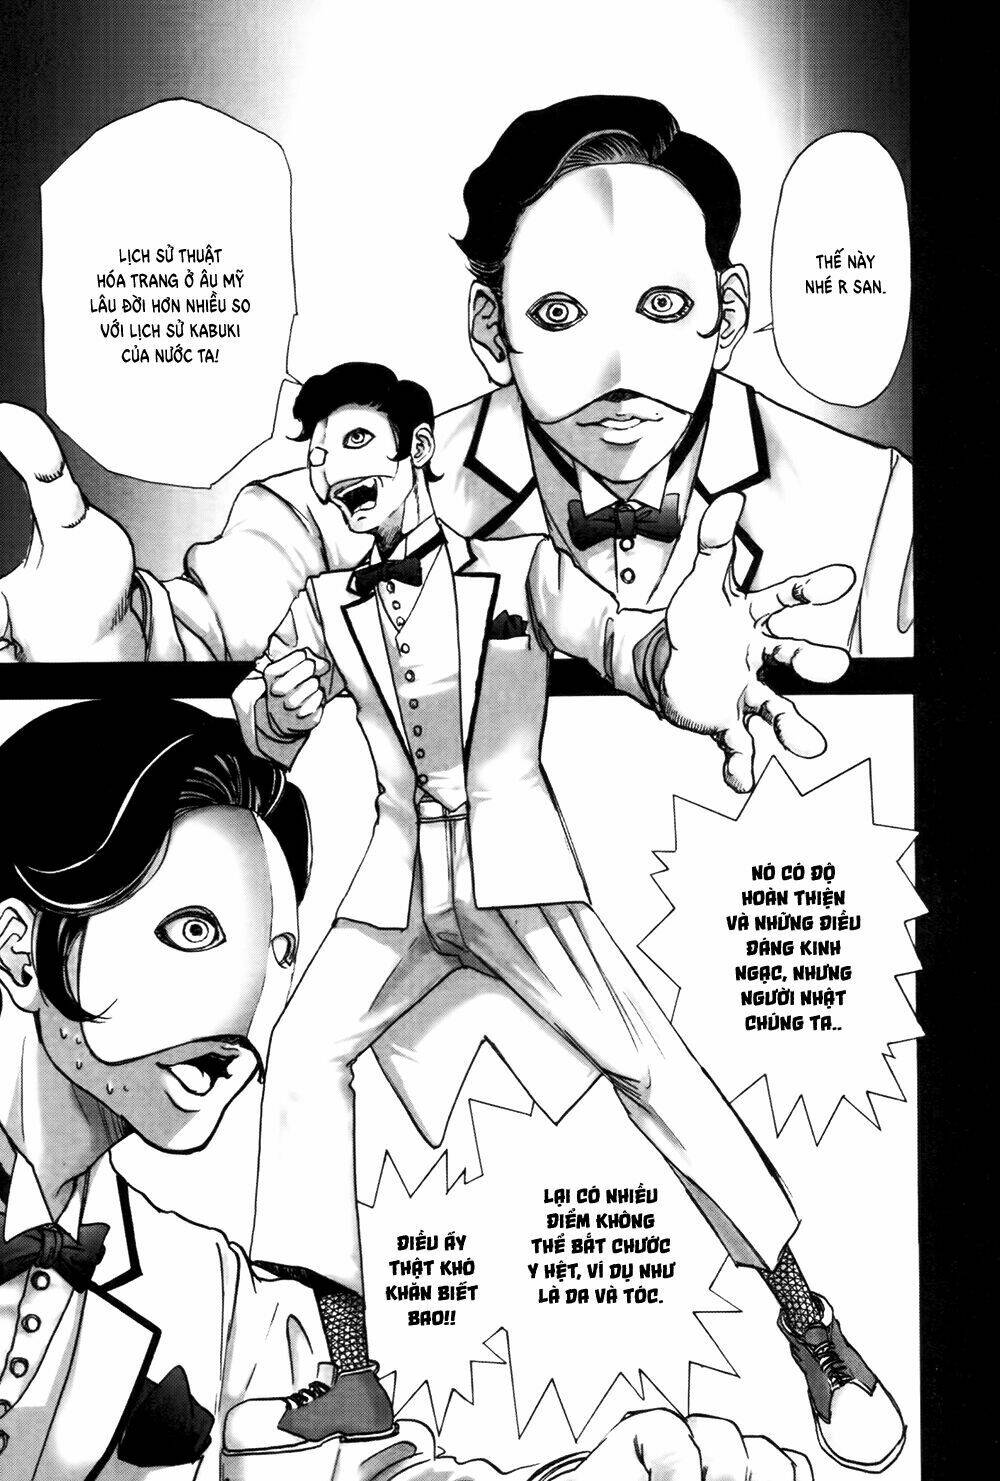 THẾ NÀY
NHÉ R SAN.
LỊCH SỬ THUẬT
HÓA TRANG Ở ÂU MỸ
LÂU ĐỜI HƠN NHIỀU SO
VỚI LỊCH SỬ KABUKI
CỦA NƯỚC TA!
NÓ CÓ ĐỘ
HOÀN THIỆN
VÀ NHỮNG ĐIỀU
ĐÁNG KINH
NGẠC, NHƯNG
NGƯỜI NHẬT
CHÚNG TA..
LẠI CÓ NHIỀU
ĐIỂM KHÔNG
THỂ BẮT CHƯỚC
Y HỆT, VÍ DỤ NHƯ
LÀ DA VÀ TÓC.
ĐIỀU ẤY
THẬT KHÓ
KHĂN BIẾT
BAO!!